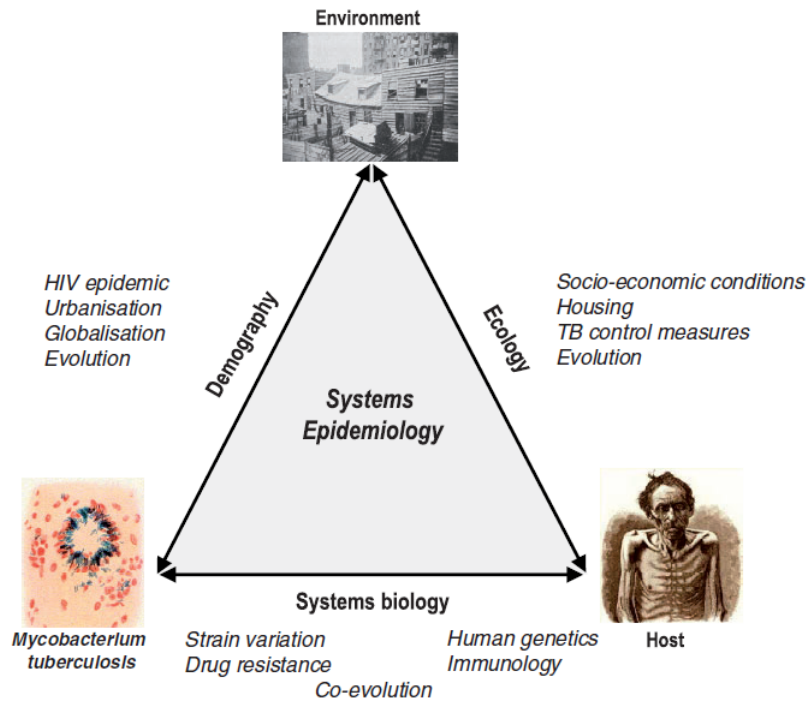 Environment
HIV epidemic
Urbanisation
Globalisation
Evolution
Demography
Ecology
Socio-economic conditions
Housing
TB control measures
Evolution
Systems
Epidemiology
Systems biology
Mycobacterium
tuberculosis
Strain variation
Drug resistance
Co-evolution
Human genetics
Immunology
Host